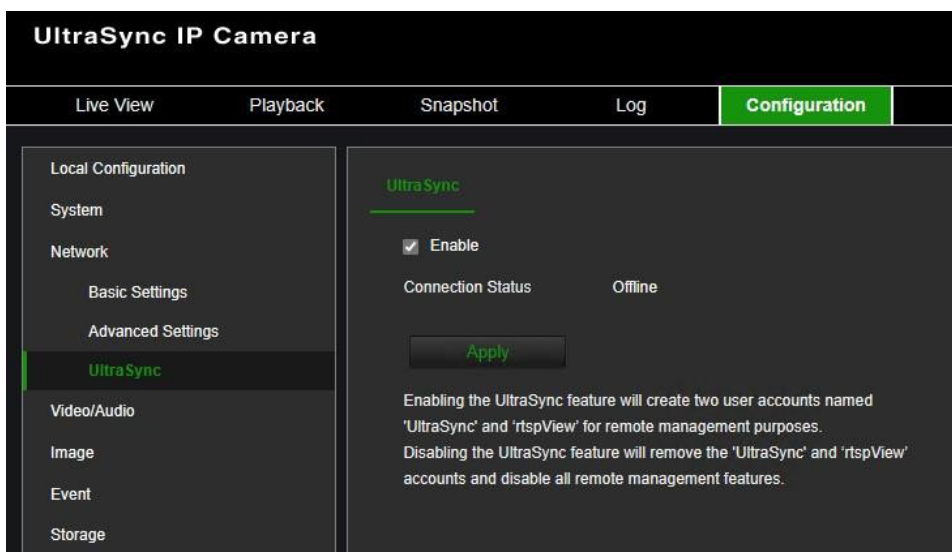 UltraSync IP Camera
Live View Playback Snapshot Log Configuration
Local Configuration
System
Network
Basic Settings
Advanced Settings
UltraSync
Video/Audio
Image
Event
Storage
UltraSync
Enable
Connection Status Offline
Apply
Enabling the UltraSync feature will create two user accounts named
'UltraSync' and 'rtspView' for remote management purposes.
Disabling the UltraSync feature will remove the 'UltraSync' and ‘rtspView’
accounts and disable all remote management features.